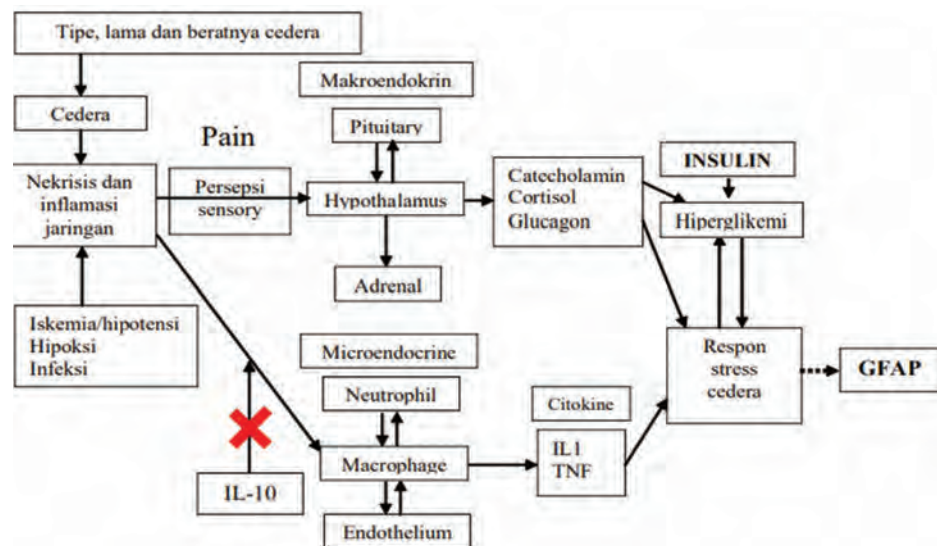 Tipe, lama dan beratnya cedera
Cedera
Pain
Nekrisis dan
inflamasi
jaringan
Persepsi
sensory
Iskemia/hipotensi
Hipoksi
Infeksi
IL-10
Makroendokrin
Pituitary
Hypothalamus
Adrenal
Microendocrine
Neutrophil
Macrophage
Endothelium
Catecholamin
Cortisol
Glucagon
Citokine
IL1
TNF
INSULIN
Hiperglikemi
Respon
stress
cedera
GFAP